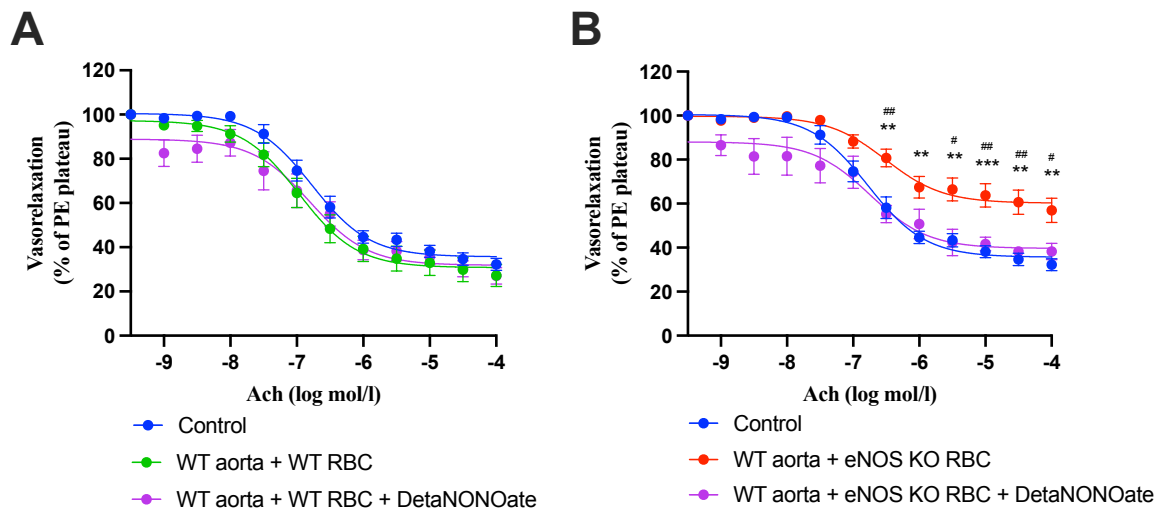 A
B
120
100
80
60
40
20
0
Vasorelaxation
(% of PE plateau)
-9 -8 -7 -6 -5 -4
Ach (log mol/l)
Control
WT aorta + WT RBC
WT aorta + WT RBC + DetaNONOate
120
100
80
60
40
20
0
Vasorelaxation
(% of PE plateau)
## # ## ## #
** ** ** *** ** **
-9 -8 -7 -6 -5 -4
Ach (log mol/l)
Control
WT aorta + eNOS KO RBC
WT aorta + eNOS KO RBC + DetaNONOate